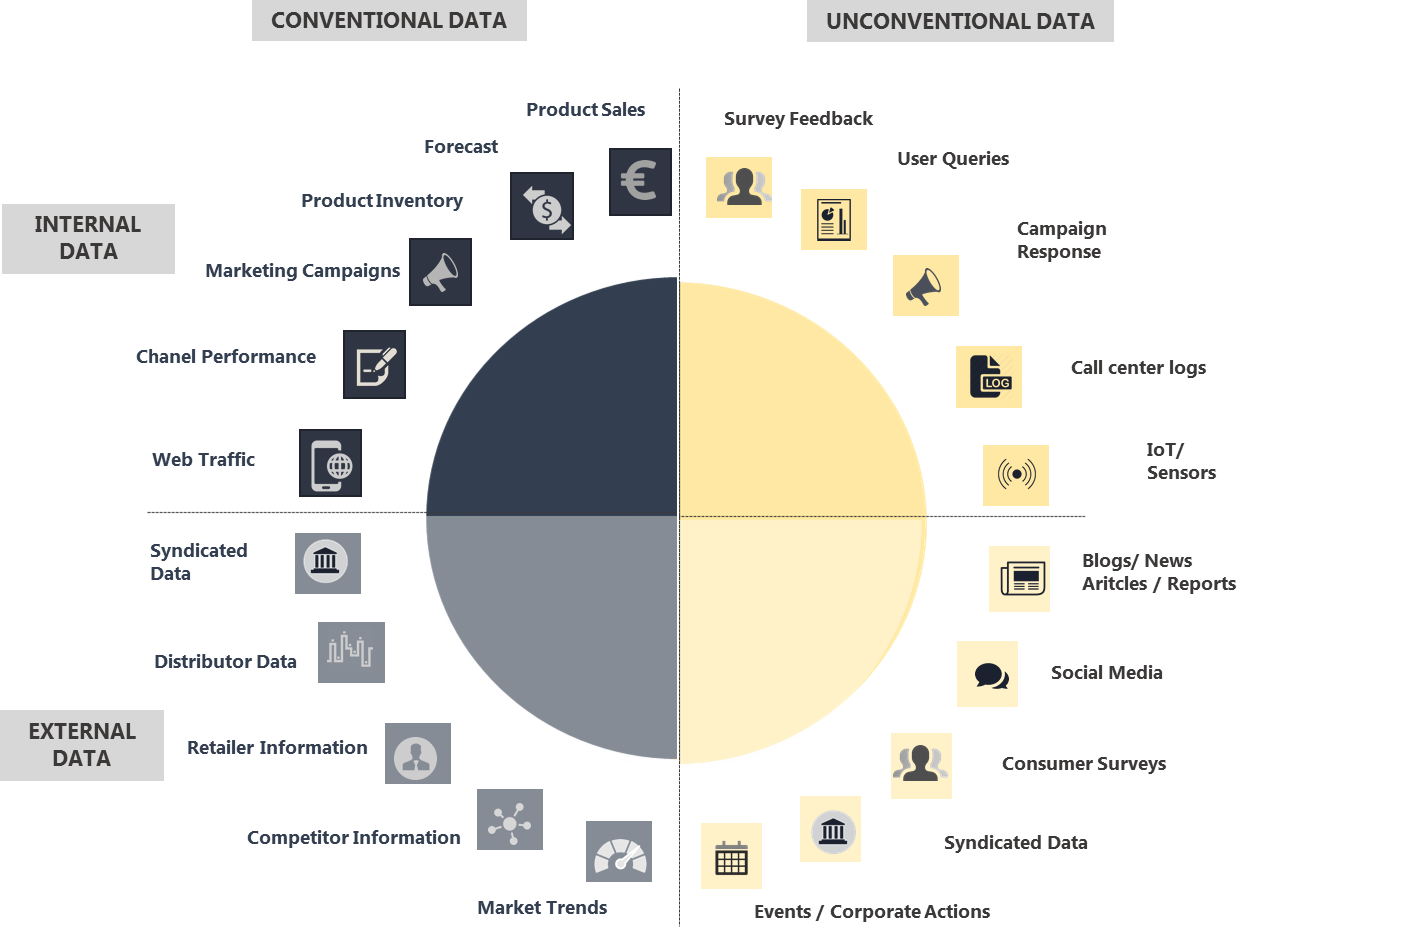 CONVENTIONAL DATA
UNCONVENTIONAL DATA
Product Sales
Forecast
Product Inventory
Marketing Campaigns
Chanel Performance
Web Traffic
INTERNAL
DATA
€
$
Survey Feedback
User Queries
Campaign
Response
Call center logs
LOG
IoT/
Sensors
Syndicated
Data
Distributor Data
Retailer Information
Competitor Information
Market Trends
EXTERNAL
DATA
Blogs/ News
Aritcles / Reports
Social Media
Consumer Surveys
Syndicated Data
Events / Corporate Actions